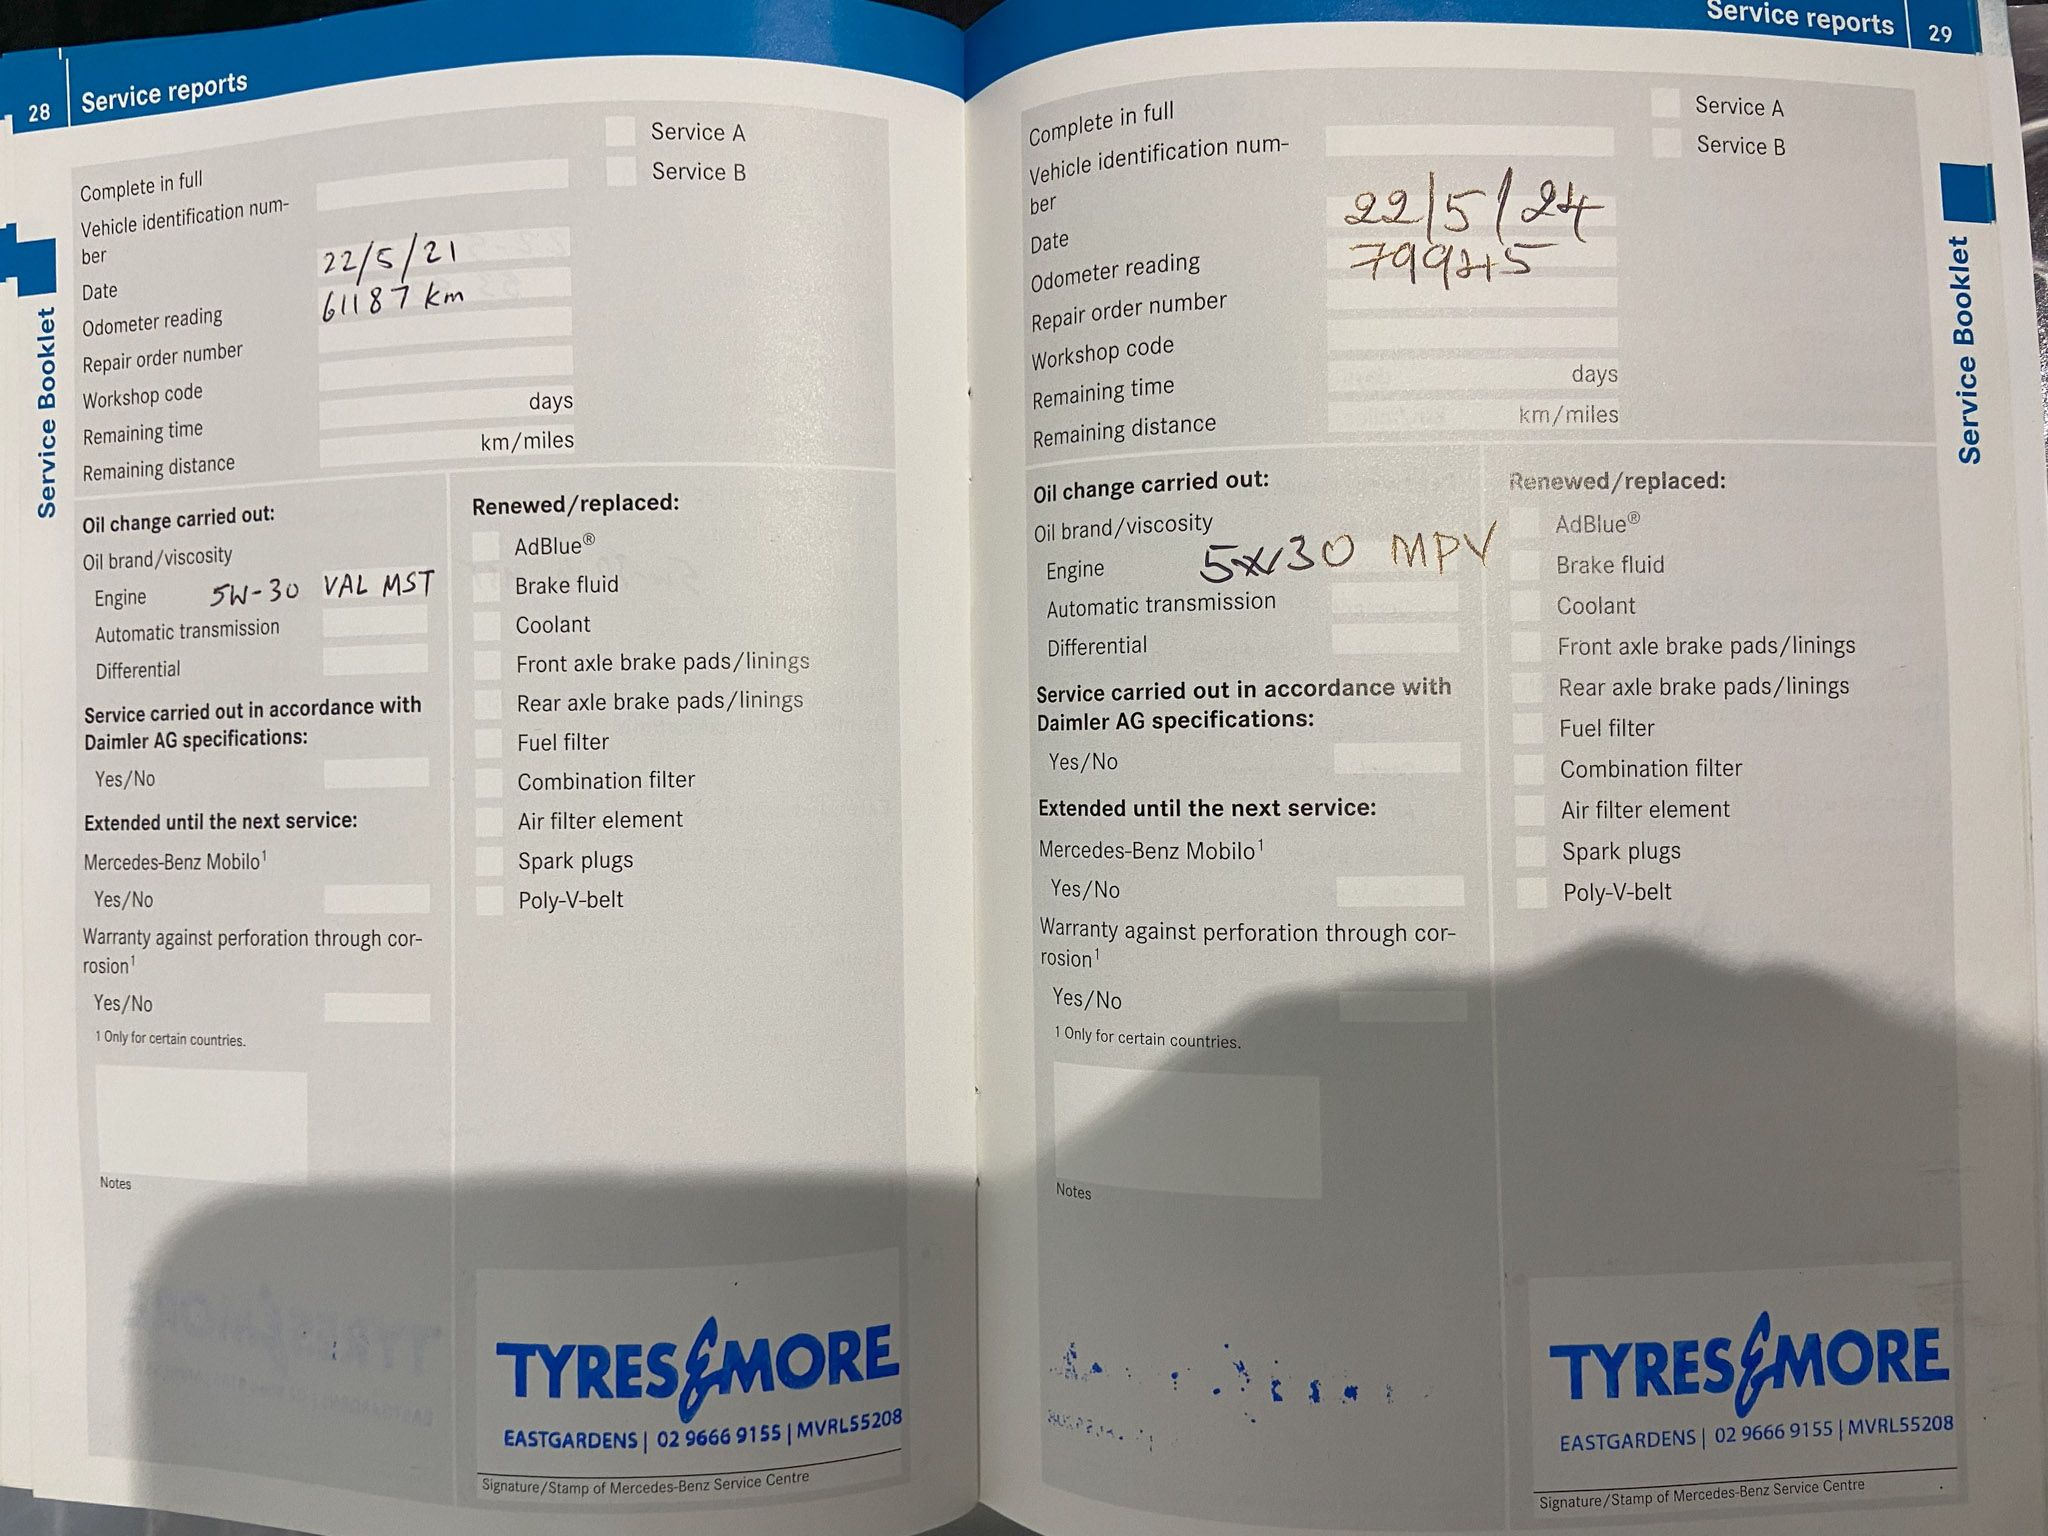 28 Service reports
Service Booklet
Complete in full
Service A
Service B
Vehicle identification num-
ber
Date 22/5/21
Odometer reading 61187 km
Repair order number
Workshop code
Remaining time days
Remaining distance km/miles
Oil change carried out:
Oil brand/viscosity
Engine 5W-30 VAL MST
Automatic transmission
Differential
Service carried out in accordance with
Daimler AG specifications:
Yes/No
Extended until the next service:
Mercedes-Benz Mobilo¹
Yes/No
Warranty against perforation through cor-
rosion¹
Yes/No
¹ Only for certain countries.
Notes
Renewed/replaced:
AdBlue®
Brake fluid
Coolant
Front axle brake pads/linings
Rear axle brake pads/linings
Fuel filter
Combination filter
Air filter element
Spark plugs
Poly-V-belt
TYRES&MORE
EASTGARDENS | 02 9666 9155 | MVRL55208
Signature/Stamp of Mercedes-Benz Service Centre
Service reports 29
Service Booklet
Complete in full
Service A
Service B
Vehicle identification num-
ber
Date 22/5/24
Odometer reading
Repair order number
Workshop code
Remaining time days
Remaining distance km/miles
Oil change carried out:
Oil brand/viscosity
Engine 5W30 MPV
Automatic transmission
Differential
Service carried out in accordance with
Daimler AG specifications:
Yes/No
Extended until the next service:
Mercedes-Benz Mobilo¹
Yes/No
Warranty against perforation through cor-
rosion¹
Yes/No
¹ Only for certain countries.
Notes
Renewed/replaced:
AdBlue®
Brake fluid
Coolant
Front axle brake pads/linings
Rear axle brake pads/linings
Fuel filter
Combination filter
Air filter element
Spark plugs
Poly-V-belt
TYRES&MORE
EASTGARDENS | 02 9666 9155 | MVRL55208
Signature/Stamp of Mercedes-Benz Service Centre